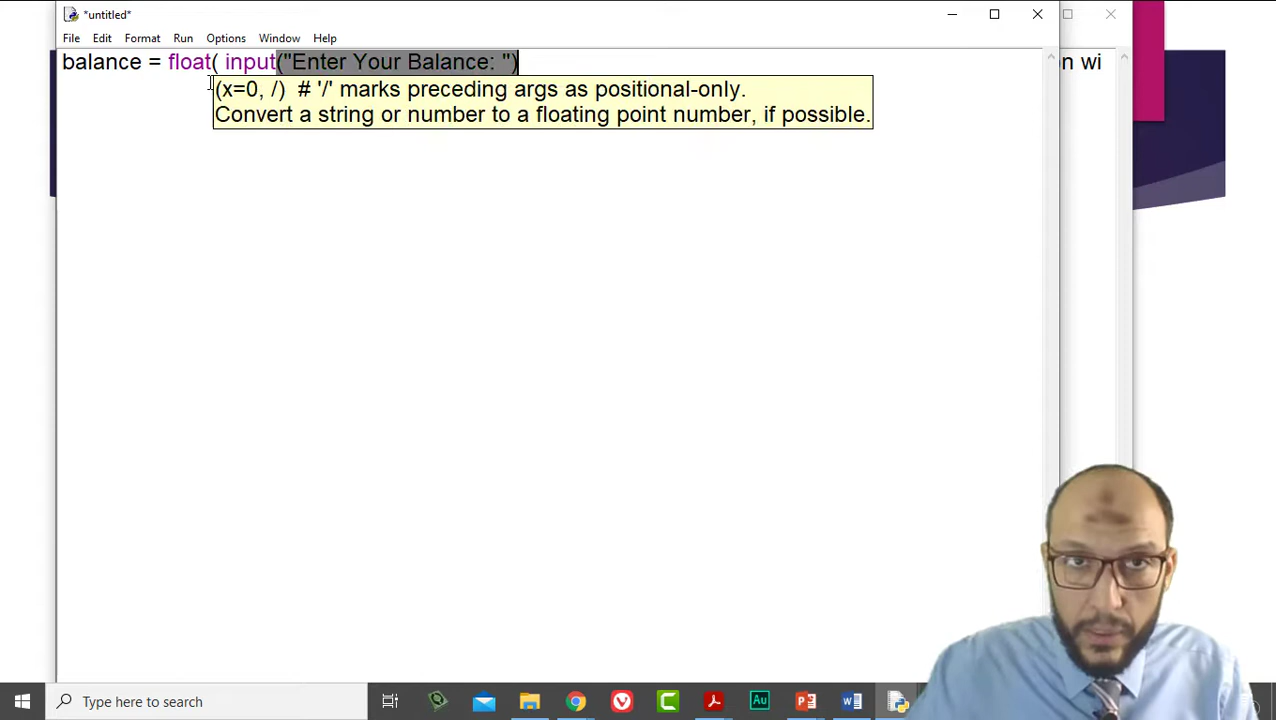 *untitled*
File Edit Format Run Options Window Help
balance = float( input("Enter Your Balance: ")
n wi
(x=0, /) # '/' marks preceding args as positional-only.
Convert a string or number to a floating point number, if possible.
Type here to search
Au